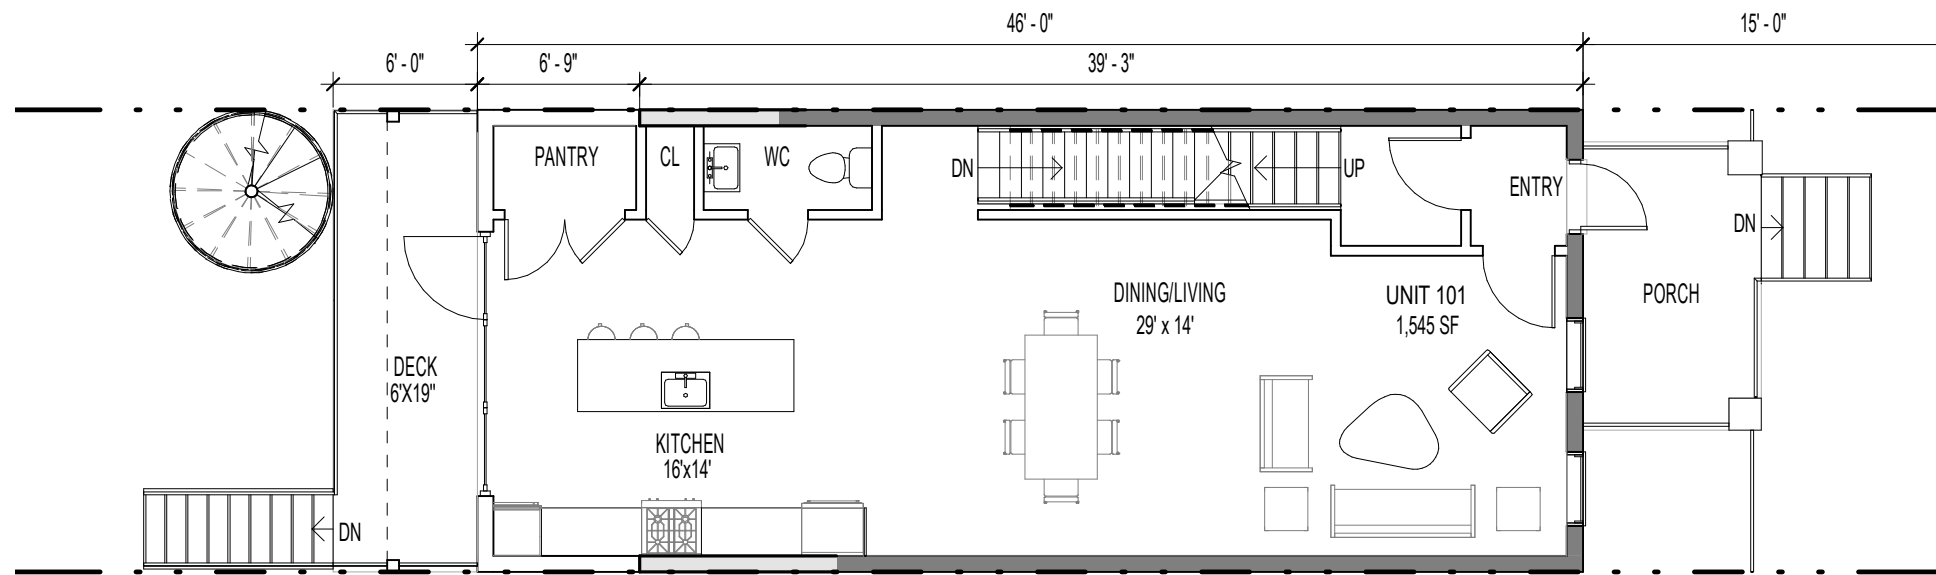 46' - 0"
15' - 0"
6' - 0"
6' - 9"
39' - 3"
PANTRY
CL
WC
DN
UP
ENTRY
DN
DINING/LIVING
29' x 14'
UNIT 101
1,545 SF
PORCH
DECK
6'X19"
KITCHEN
16'x14'
DN